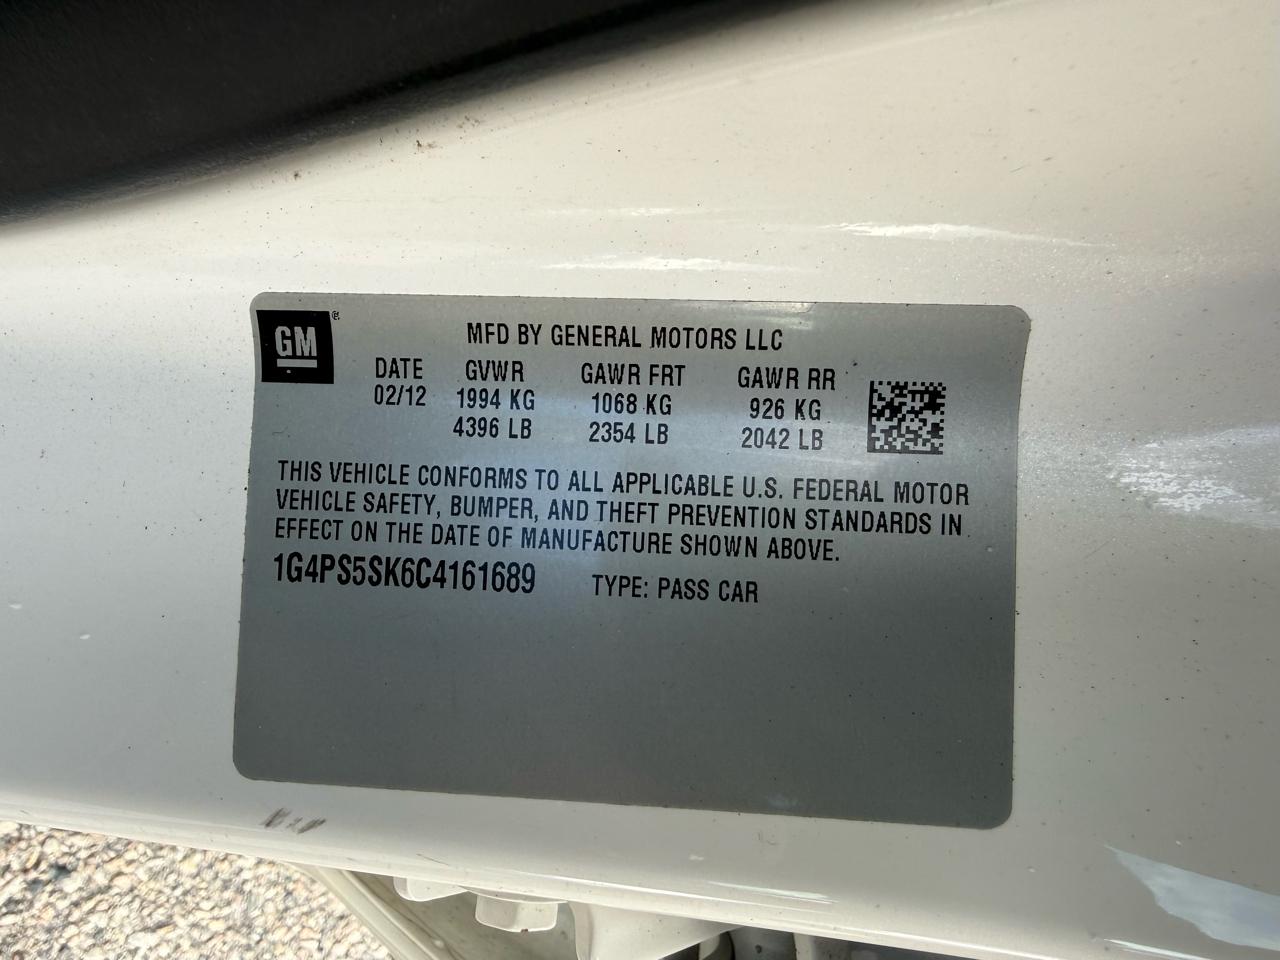 GM
MFD BY GENERAL MOTORS LLC
DATE GVWR GAWR FRT GAWR RR
02/12 1994 KG 1068 KG 926 KG
4396 LB 2354 LB 2042 LB
THIS VEHICLE CONFORMS TO ALL APPLICABLE U.S. FEDERAL MOTOR
VEHICLE SAFETY, BUMPER, AND THEFT PREVENTION STANDARDS IN
EFFECT ON THE DATE OF MANUFACTURE SHOWN ABOVE.
1G4PS5SK6C4161689 TYPE: PASS CAR